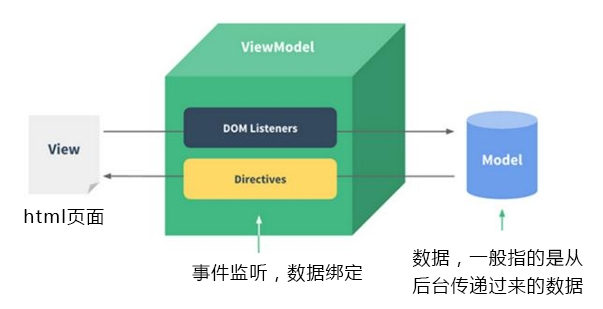 ViewModel
DOM Listeners
View
Model
Directives
html页面
事件监听，数据绑定
数据，一般指的是从
后台传递过来的数据